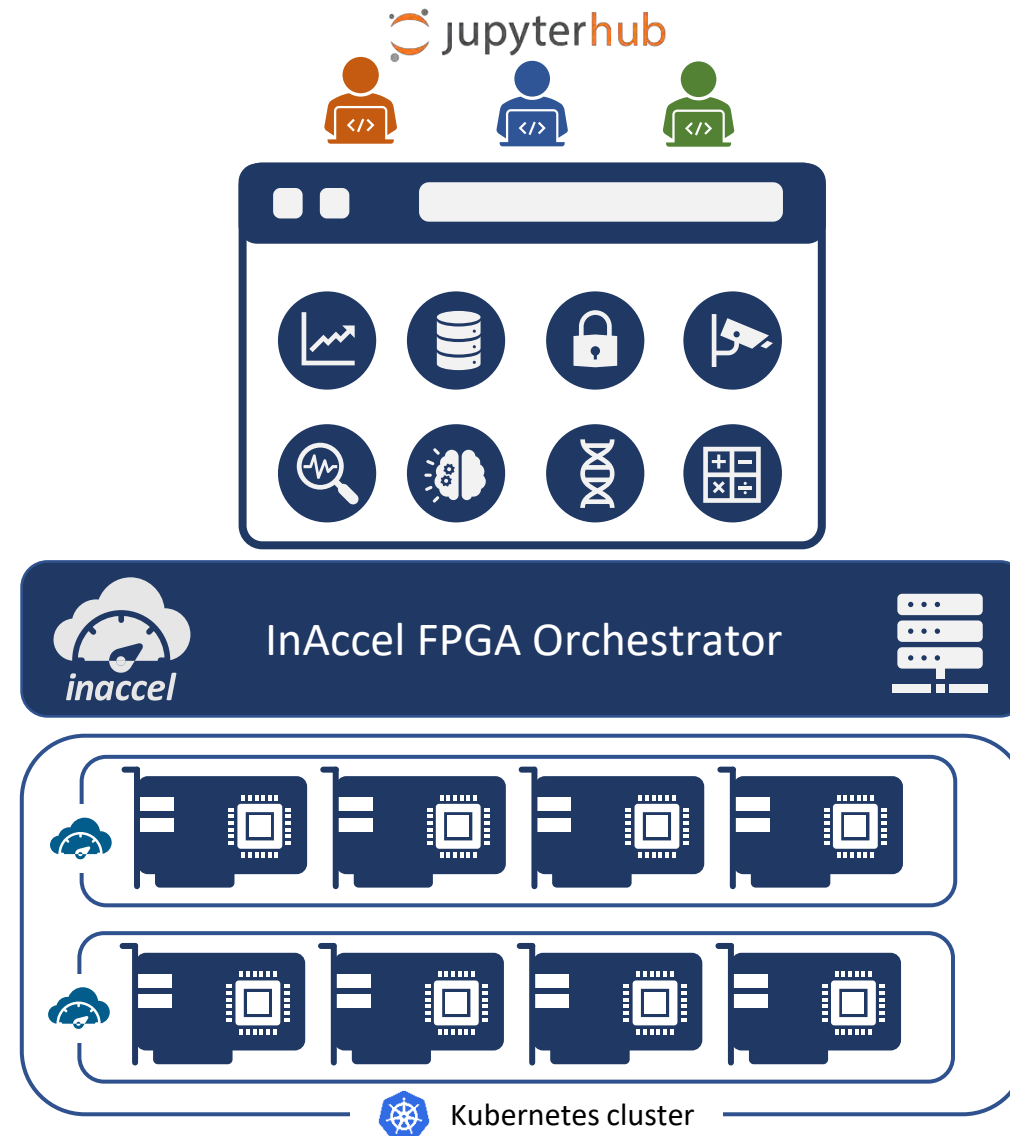 jupyterhub
</>
</>
</>
InAccel FPGA Orchestrator
inaccel
Kubernetes cluster